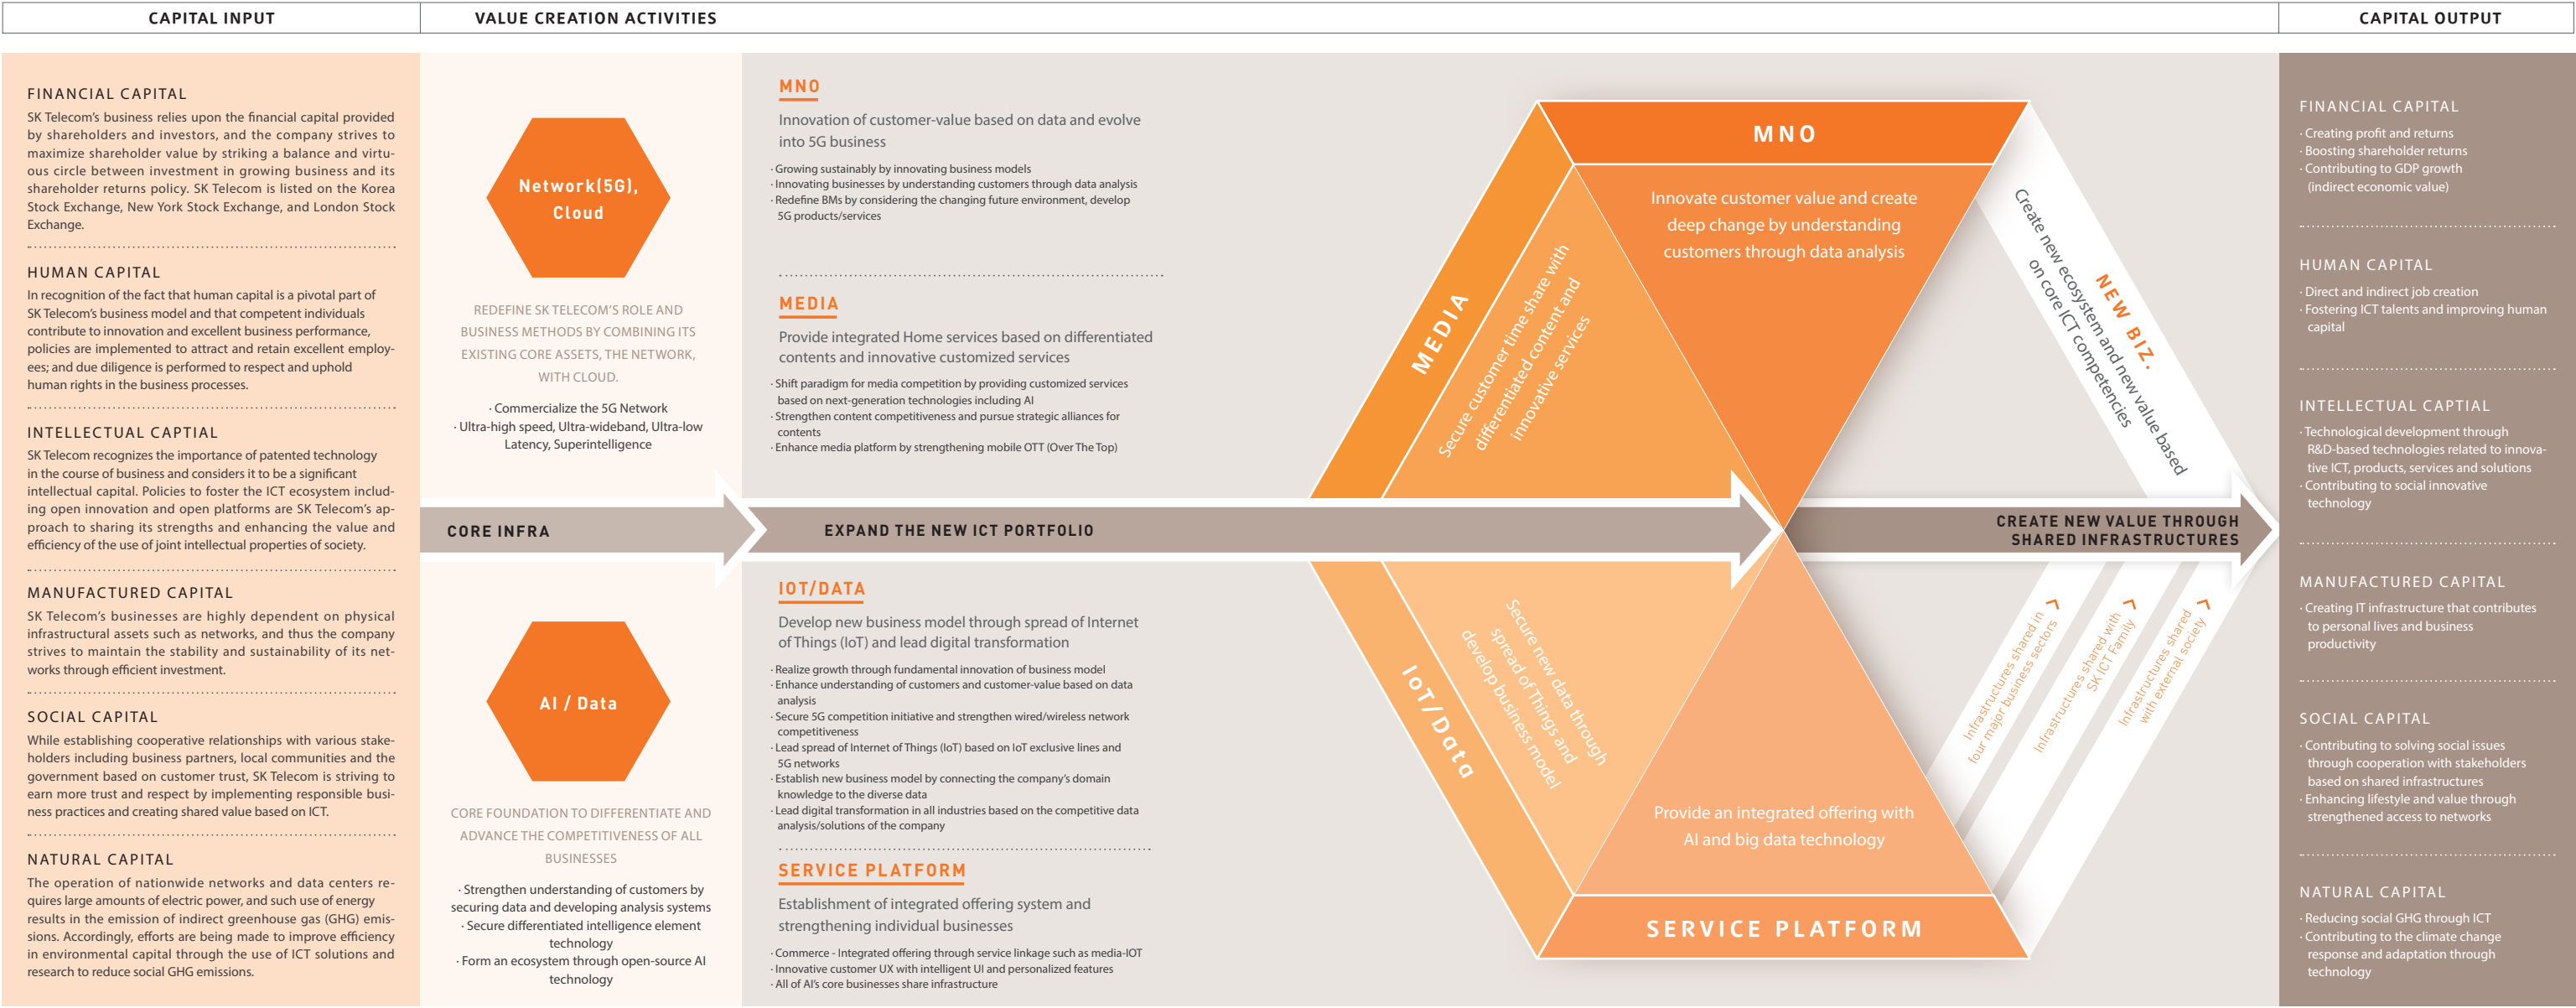 CAPITAL INPUT
VALUE CREATION ACTIVITIES
CAPITAL OUTPUT
FINANCIAL CAPITAL
SK Telecom's business relies upon the financial capital provided
by shareholders and investors, and the company strives to
maximize shareholder value by striking a balance and virtu-
ous circle between investment in growing business and its
shareholder returns policy. SK Telecom is listed on the Korea
Stock Exchange, New York Stock Exchange, and London Stock
Exchange.
HUMAN CAPITAL
In recognition of the fact that human capital is a pivotal part of
SK Telecom's business model and that competent individuals
contribute to innovation and excellent business performance,
policies are implemented to attract and retain excellent employ-
ees; and due diligence is performed to respect and uphold
human rights in the business processes.
INTELLECTUAL CAPTIAL
SK Telecom recognizes the importance of patented technology
in the course of business and considers it to be a significant
intellectual capital. Policies to foster the ICT ecosystem includ-
ing open innovation and open platforms are SK Telecom's ap-
proach to sharing its strengths and enhancing the value and
efficiency of the use of joint intellectual properties of society.
MANUFACTURED CAPITAL
SK Telecom's businesses are highly dependent on physical
infrastructural assets such as networks, and thus the company
strives to maintain the stability and sustainability of its net-
works through efficient investment.
SOCIAL CAPITAL
While establishing cooperative relationships with various stake-
holders including business partners, local communities and the
government based on customer trust, SK Telecom is striving to
earn more trust and respect by implementing responsible busi-
ness practices and creating shared value based on ICT.
NATURAL CAPITAL
The operation of nationwide networks and data centers re-
quires large amounts of electric power, and such use of energy
results in the emission of indirect greenhouse gas (GHG) emis-
sions. Accordingly, efforts are being made to improve efficiency
in environmental capital through the use of ICT solutions and
research to reduce social GHG emissions.
Network(5G),
Cloud
REDEFINE SK TELECOM'S ROLE AND
BUSINESS METHODS BY COMBINING ITS
EXISTING CORE ASSETS, THE NETWORK,
WITH CLOUD.
· Commercialize the 5G Network
· Ultra-high speed, Ultra-wideband, Ultra-low
Latency, Superintelligence
CORE INFRA
AI / Data
CORE FOUNDATION TO DIFFERENTIATE AND
ADVANCE THE COMPETITIVENESS OF ALL
BUSINESSES
· Strengthen understanding of customers by
securing data and developing analysis systems
· Secure differentiated intelligence element
technology
· Form an ecosystem through open-source AI
technology
MNO
Innovation of customer-value based on data and evolve
into 5G business
· Growing sustainably by innovating business models
· Innovating businesses by understanding customers through data analysis
· Redefine BMs by considering the changing future environment, develop
5G products/services
MEDIA
Provide integrated Home services based on differentiated
contents and innovative customized services
· Shift paradigm for media competition by providing customized services
based on next-generation technologies including AI
· Strengthen content competitiveness and pursue strategic alliances for
contents
· Enhance media platform by strengthening mobile OTT (Over The Top)
EXPAND THE NEW ICT PORTFOLIO
IOT/DATA
Develop new business model through spread of Internet
of Things (IoT) and lead digital transformation
· Realize growth through fundamental innovation of business model
· Enhance understanding of customers and customer-value based on data
analysis
· Secure 5G competition initiative and strengthen wired/wireless network
competitiveness
· Lead spread of Internet of Things (IoT) based on IoT exclusive lines and
5G networks
· Establish new business model by connecting the company's domain
knowledge to the diverse data
· Lead digital transformation in all industries based on the competitive data
analysis/solutions of the company
SERVICE PLATFORM
Establishment of integrated offering system and
strengthening individual businesses
· Commerce - Integrated offering through service linkage such as media-IOT
· Innovative customer UX with intelligent UI and personalized features
· All of AI's core businesses share infrastructure
MNO
Innovate customer value and create
deep change by understanding
customers through data analysis
MEDIA
Secure customer time share with
differentiated content and
innovative services
NEW BIZ.
Create new ecosystem and new value based
on core ICT competencies
CREATE NEW VALUE THROUGH
SHARED INFRASTRUCTURES
IoT/Data
Secure new data through
spread of Things and
develop business model
Provide an integrated offering with
AI and big data technology
SERVICE PLATFORM
Infrastructures shared in
four major business sectors
Infrastructures shared with
SK ICT Family
Infrastructures shared
with external society
FINANCIAL CAPITAL
· Creating profit and returns
· Boosting shareholder returns
· Contributing to GDP growth
(indirect economic value)
HUMAN CAPITAL
· Direct and indirect job creation
· Fostering ICT talents and improving human
capital
INTELLECTUAL CAPTIAL
· Technological development through
R&D-based technologies related to innova-
tive ICT, products, services and solutions
· Contributing to social innovative
technology
MANUFACTURED CAPITAL
· Creating IT infrastructure that contributes
to personal lives and business
productivity
SOCIAL CAPITAL
· Contributing to solving social issues
through cooperation with stakeholders
based on shared infrastructures
· Enhancing lifestyle and value through
strengthened access to networks
NATURAL CAPITAL
· Reducing social GHG through ICT
· Contributing to the climate change
response and adaptation through
technology